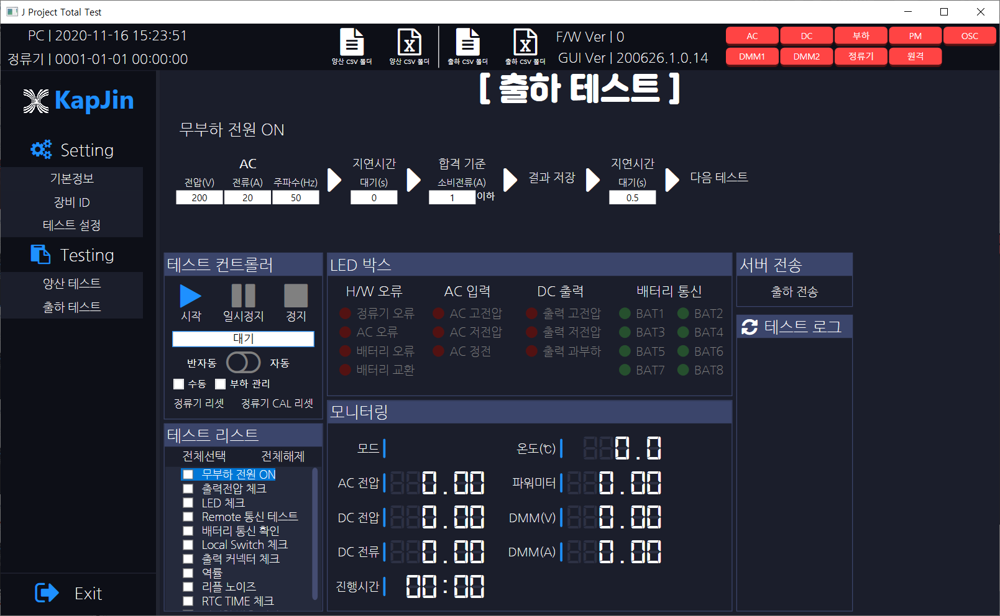 J Project Total Test
PC | 2020-11-16 15:23:51
정류기 | 0001-01-01 00:00:00
양산 CSV 폴더
양산 CSV 폴더
출하 CSV 폴더
출하 CSV 폴더
F/W Ver | 0
GUI Ver | 200626.1.0.14
AC DC 부하 PM OSC
DMM1 DMM2 정류기 원격
KapJin
Setting
기본정보
장비 ID
테스트 설정
Testing
양산 테스트
출하 테스트
Exit
[ 출하 테스트 ]
무부하 전원 ON
AC
전압(V) 전류(A) 주파수(Hz)
200 20 50
지연시간
대기(s)
0
합격 기준
소비전류(A)
1 이하
결과 저장
지연시간
대기(s)
0.5
다음 테스트
테스트 컨트롤러
시작 일시정지 정지
대기
반자동 자동
수동 부하 관리
정류기 리셋 정류기 CAL 리셋
테스트 리스트
전체선택 전체해제
무부하 전원 ON
출력전압 체크
LED 체크
Remote 통신 테스트
배터리 통신 확인
Local Switch 체크
출력 커넥터 체크
역률
리플 노이즈
RTC TIME 체크
LED 박스
H/W 오류 AC 입력 DC 출력 배터리 통신
정류기 오류 AC 고전압 출력 고전압 BAT1 BAT2
AC 오류 AC 저전압 출력 저전압 BAT3 BAT4
배터리 오류 AC 정전 출력 과부하 BAT5 BAT6
배터리 교환 BAT7 BAT8
모니터링
모드 온도(℃) 0.0
AC 전압 0.00 파워미터 0.00
DC 전압 0.00 DMM(V) 0.00
DC 전류 0.00 DMM(A) 0.00
진행시간 00:00
서버 전송
출하 전송
테스트 로그